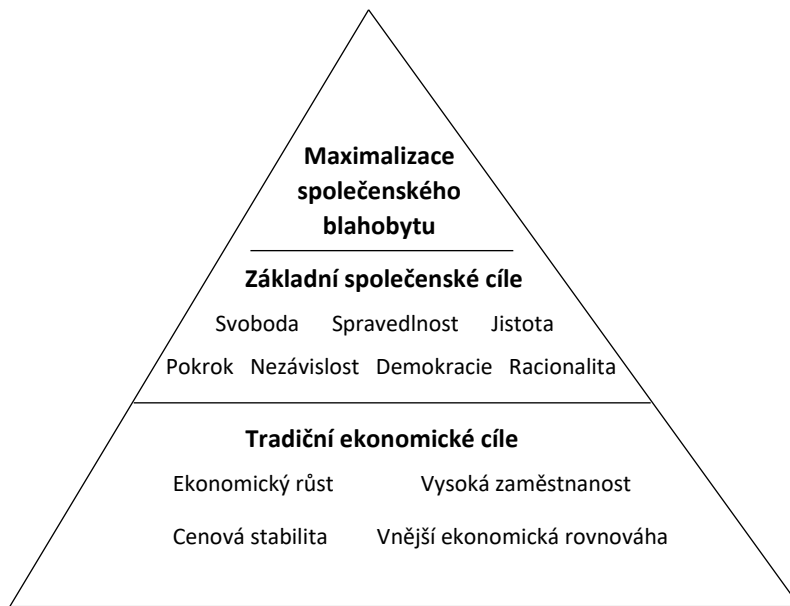 Maximalizace
společenského
blahobytu
Základní společenské cíle
Svoboda Spravedlnost Jistota
Pokrok Nezávislost Demokracie Racionalita
Tradiční ekonomické cíle
Ekonomický růst Vysoká zaměstnanost
Cenová stabilita Vnější ekonomická rovnováha